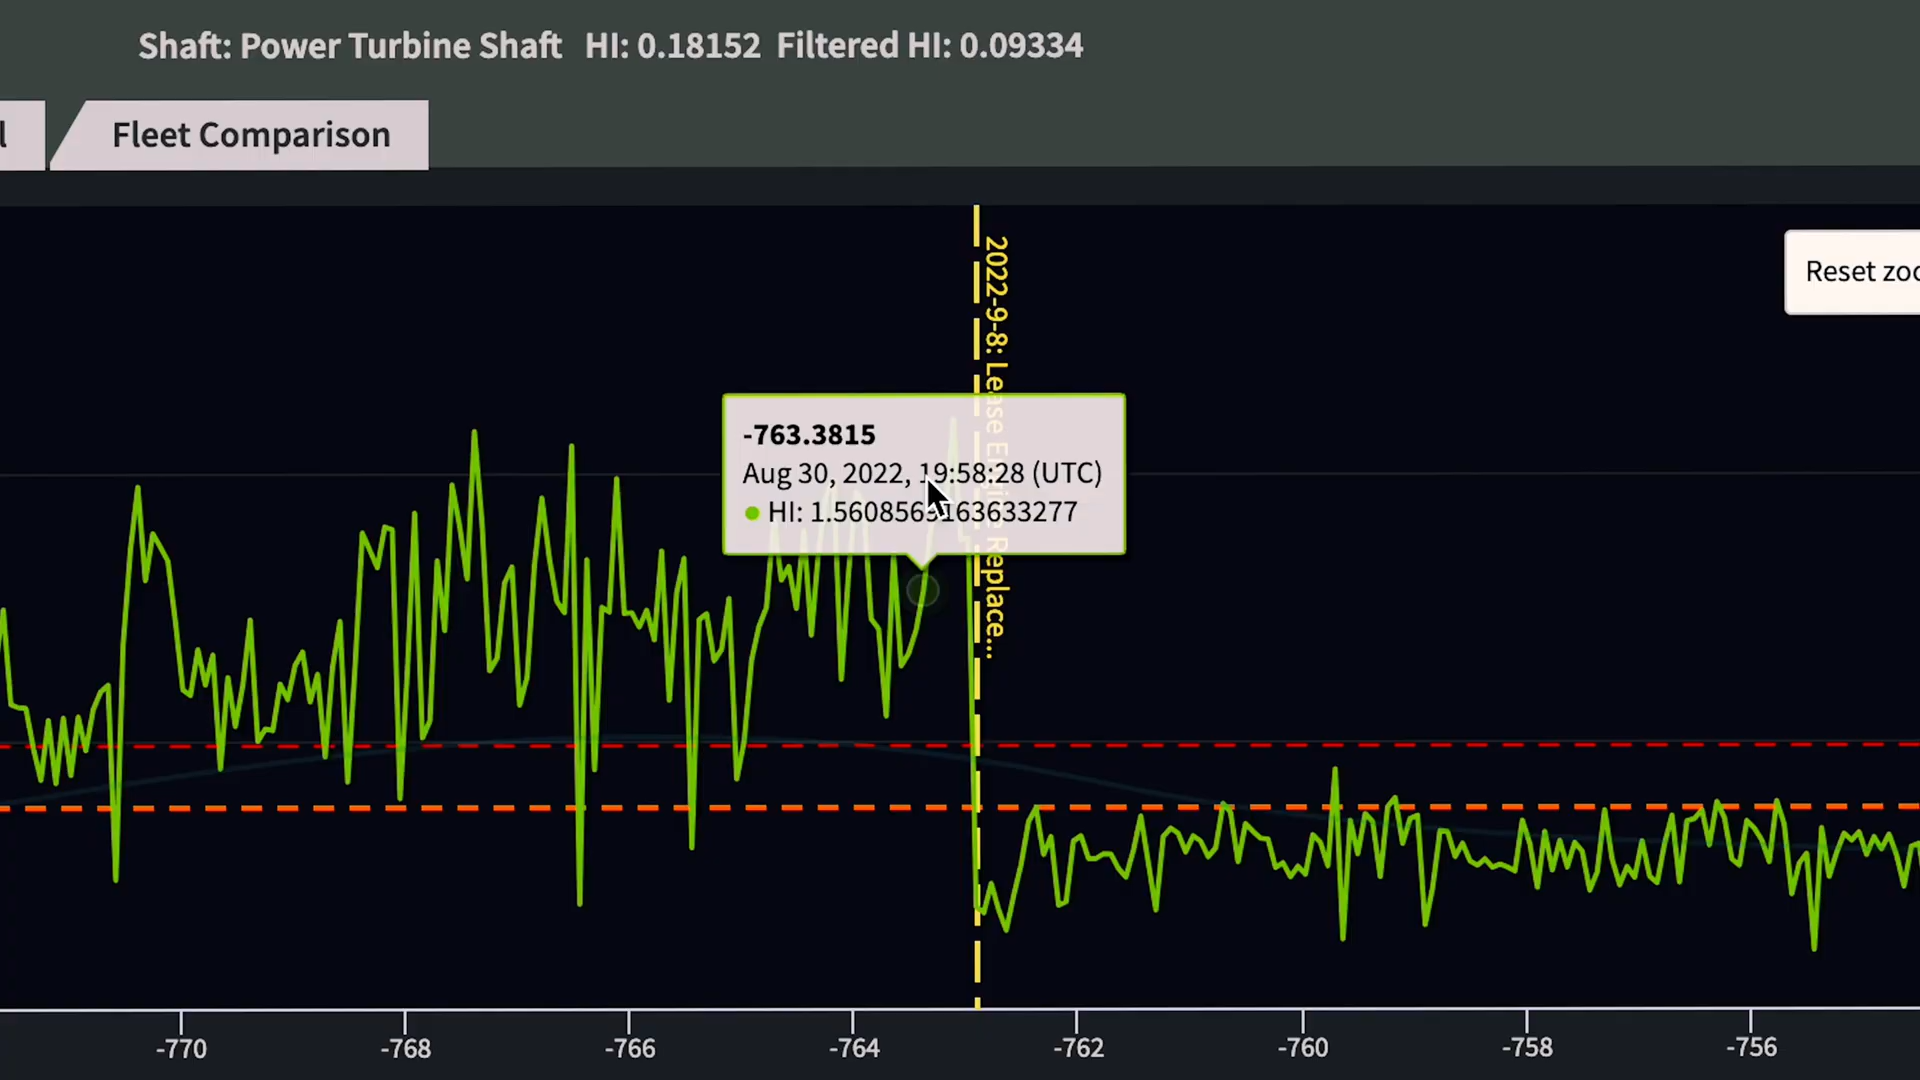 Shaft: Power Turbine Shaft HI: 0.18152 Filtered HI: 0.09334
l
Fleet Comparison
Reset zoo
2022-9-8: Lease Engine Replace...
-763.3815
Aug 30, 2022, 19:58:28 (UTC)
HI: 1.5608563163633277
-770
-768
-766
-764
-762
-760
-758
-756